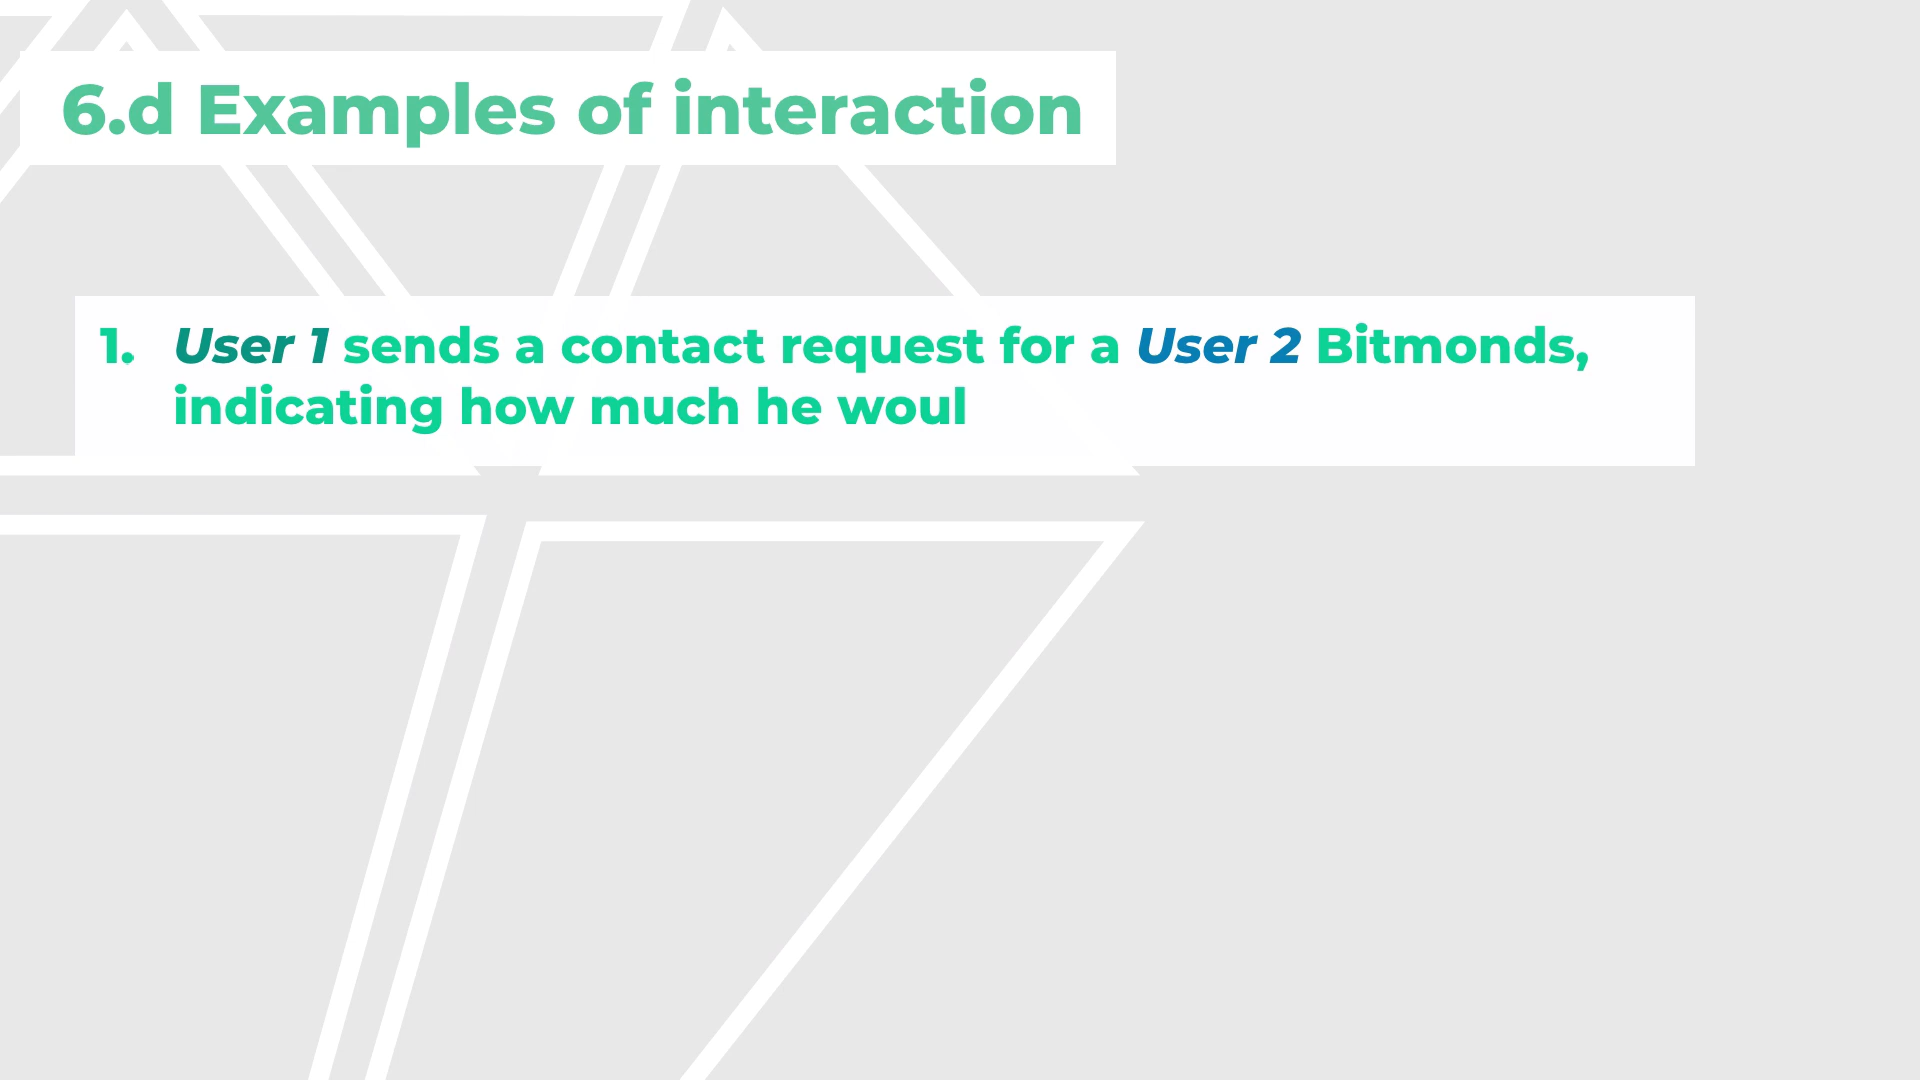 6.d Examples of interaction
1. User 1 sends a contact request for a User 2 Bitmonds,
indicating how much he woul